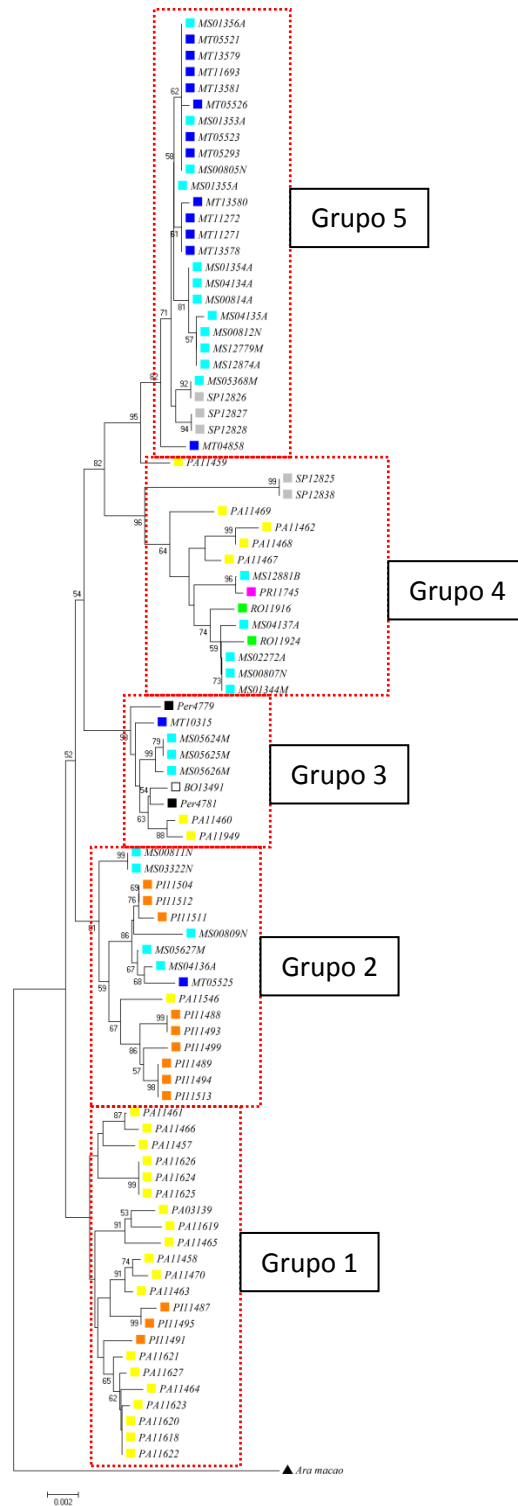 MS01356A
MT05521
MT13579
MT11693
MT13581
62
MT05526
MS01353A
MT05523
MT05293
58
MS00805N
MS01355A
MT13580
MT11272
61
MT11271
MT13578
Grupo 5
MS01354A
MS04134A
MS00814A
81
MS04135A
71
MS00812N
57
MS12779M
MS12874A
MS05368M
92
SP12826
SP12827
94
SP12828
95
MT04858
82
PA11459
99
SP12825
SP12838
96
PA11469
99
PA11462
64
PA11468
PA11467
MS12881B
96
PR11745
Grupo 4
54
RO11916
74
MS04137A
59
RO11924
MS02272A
73
MS00807N
MS01344M
Per4779
MT10315
79
MS05624M
99
MS05625M
52
MS05626M
Grupo 3
54
BO13491
63
Per4781
PA11460
88
PA11949
99
MS00811N
MS03322N
69
PI11504
76
PI11512
PI11511
86
MS00809N
MS05627M
67
MS04136A
68
MT05525
Grupo 2
59
PA11546
67
99
PI11488
PI11493
86
PI11499
57
PI11489
98
PI11494
PI11513
87
PA11461
PA11466
PA11457
PA11626
99
PA11624
PA11625
53
PA03139
91
PA11619
PA11465
74
PA11458
91
PA11470
Grupo 1
PA11463
PI11487
99
PI11495
PI11491
PA11621
65
PA11627
62
PA11464
PA11623
PA11620
PA11618
PA11622
Ara macao
0.002